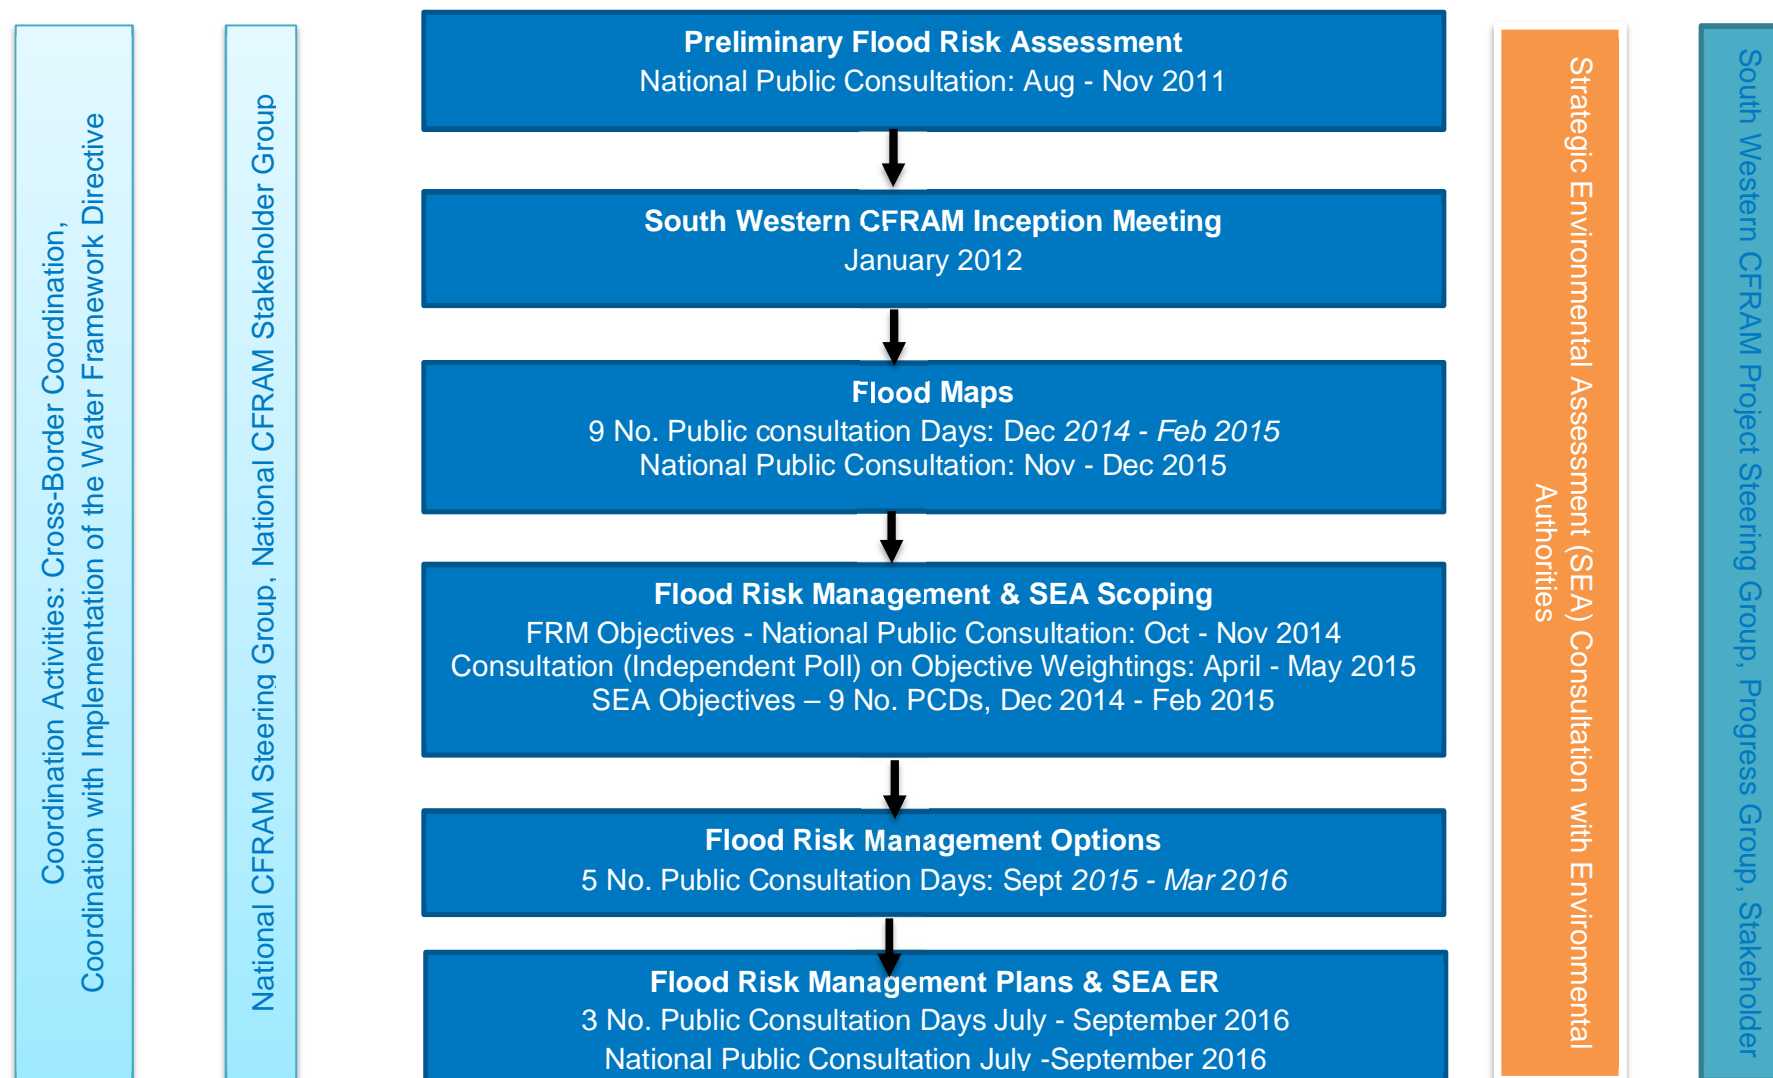 Coordination Activities: Cross-Border Coordination,
Coordination with Implementation of the Water Framework Directive
National CFRAM Steering Group, National CFRAM Stakeholder Group
Preliminary Flood Risk Assessment
National Public Consultation: Aug - Nov 2011
South Western CFRAM Inception Meeting
January 2012
Flood Maps
9 No. Public consultation Days: Dec 2014 - Feb 2015
National Public Consultation: Nov - Dec 2015
Flood Risk Management & SEA Scoping
FRM Objectives - National Public Consultation: Oct - Nov 2014
Consultation (Independent Poll) on Objective Weightings: April - May 2015
SEA Objectives – 9 No. PCDs, Dec 2014 - Feb 2015
Flood Risk Management Options
5 No. Public Consultation Days: Sept 2015 - Mar 2016
Flood Risk Management Plans & SEA ER
3 No. Public Consultation Days July - September 2016
National Public Consultation July -September 2016
Strategic Environmental Assessment (SEA) Consultation with Environmental
Authorities
South Western CFRAM Project Steering Group, Progress Group, Stakeholder